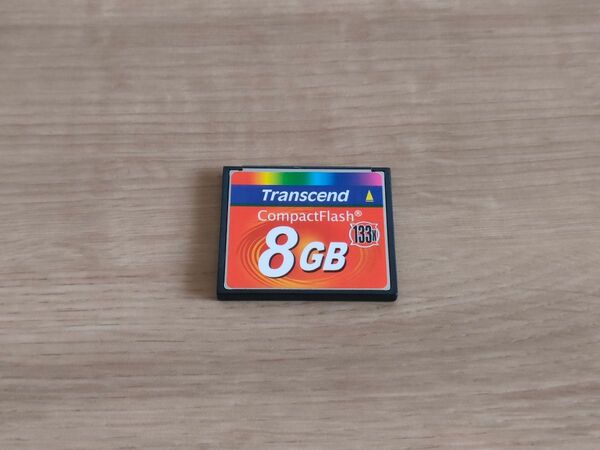 Transcend
CompactFlash®
133x
8GB